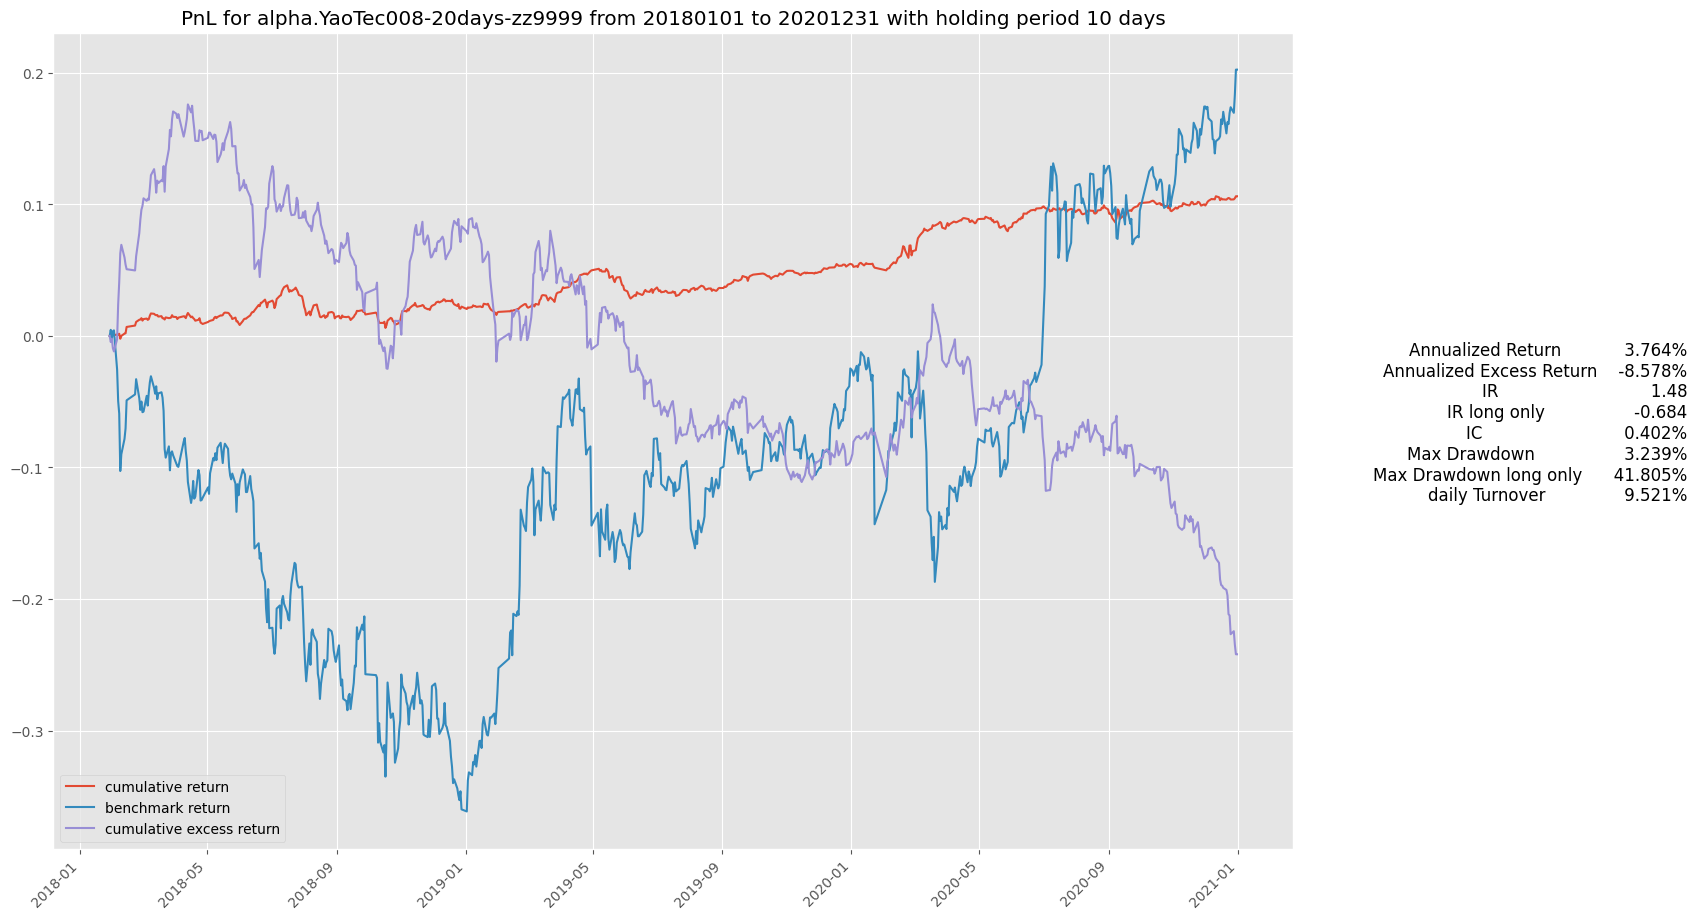 PnL for alpha.YaoTec008-20days-zz9999 from 20180101 to 20201231 with holding period 10 days
0.2
0.1
0.0
−0.1
−0.2
−0.3
Annualized Return 3.764%
Annualized Excess Return -8.578%
IR 1.48
IR long only -0.684
IC 0.402%
Max Drawdown 3.239%
Max Drawdown long only 41.805%
daily Turnover 9.521%
cumulative return
benchmark return
cumulative excess return
2018-01
2018-05
2018-09
2019-01
2019-05
2019-09
2020-01
2020-05
2020-09
2021-01